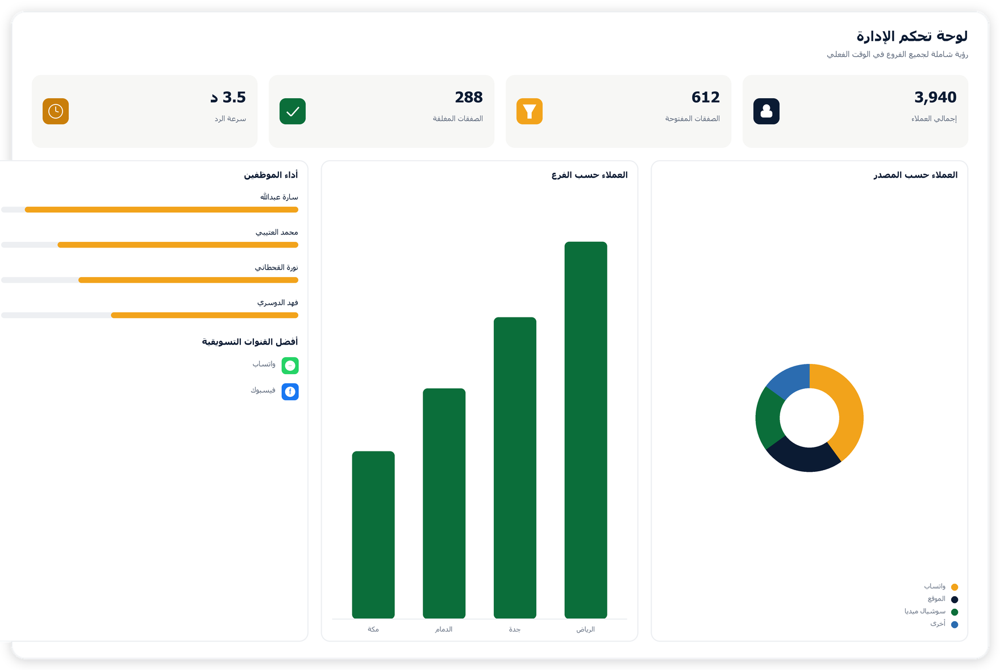 لوحة تحكم الإدارة
رؤية شاملة لجميع الفروع في الوقت الفعلي
3,940
إجمالي العملاء
612
الصفقات المفتوحة
288
الصفقات المغلقة
3.5 د
سرعة الرد
العملاء حسب المصدر
واتساب
الموقع
سوشيال ميديا
أخرى
العملاء حسب الفرع
الرياض
جدة
الدمام
مكة
أداء الموظفين
سارة عبدالله
محمد العتيبي
نورة القحطاني
فهد الدوسري
أفضل القنوات التسويقية
واتساب
f
فيسبوك